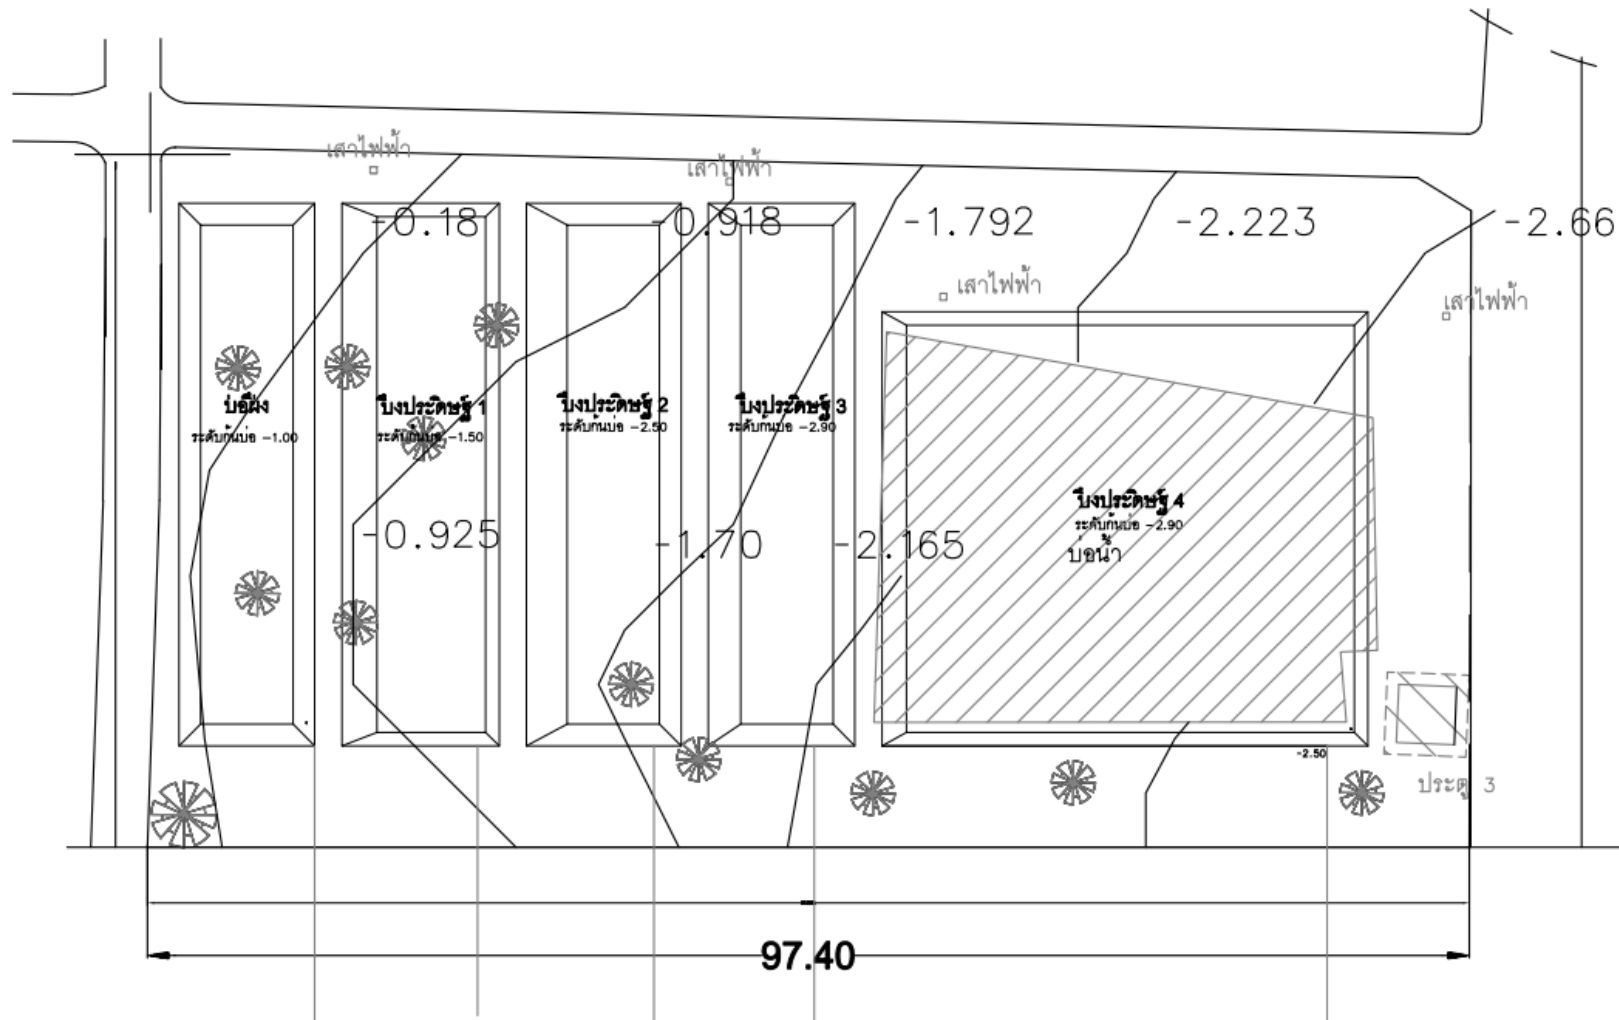 เสาไฟฟ้า
เสาไฟฟ้า
-0.18
-0.918
-1.792
-2.223
-2.66
เสาไฟฟ้า
เสาไฟฟ้า
บ่อผึ่ง
ระดับก้นบ่อ -1.00
บึงประดิษฐ์ 1
ระดับก้นบ่อ -1.50
บึงประดิษฐ์ 2
ระดับก้นบ่อ -2.50
บึงประดิษฐ์ 3
ระดับก้นบ่อ -2.90
บึงประดิษฐ์ 4
ระดับก้นบ่อ -2.90
บ่อน้ำ
-0.925
-1.70
-2.165
-2.50
ประตู 3
97.40